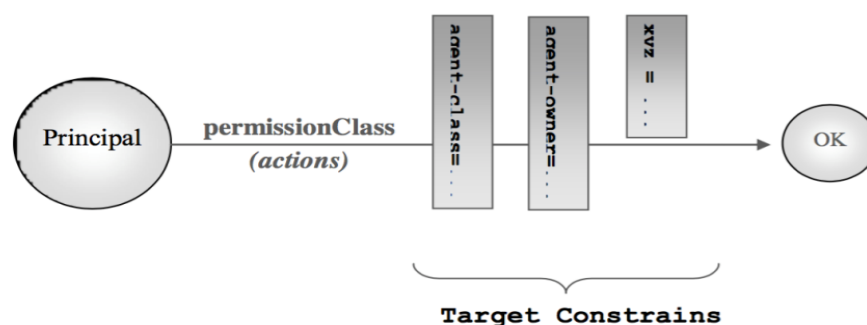 Principal
permissionClass
(actions)
agent-class=...
agent-owner=...
xyz = ...
OK
Target Constrains